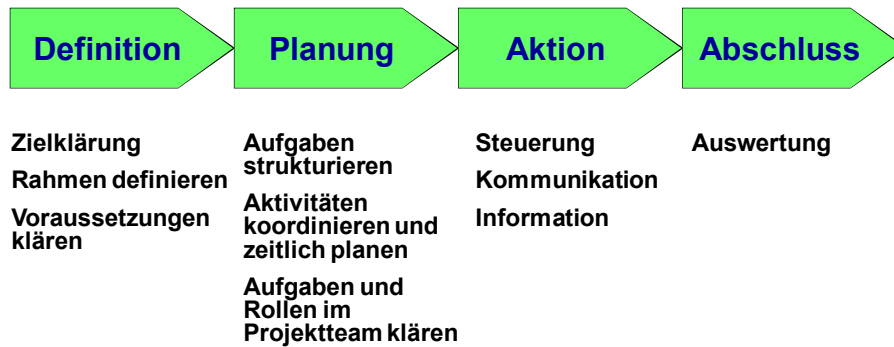 Definition
Planung
Aktion
Abschluss
Zielklärung
Rahmen definieren
Voraussetzungen
klären
Aufgaben
strukturieren
Aktivitäten
koordinieren und
zeitlich planen
Aufgaben und
Rollen im
Projektteam klären
Steuerung
Kommunikation
Information
Auswertung